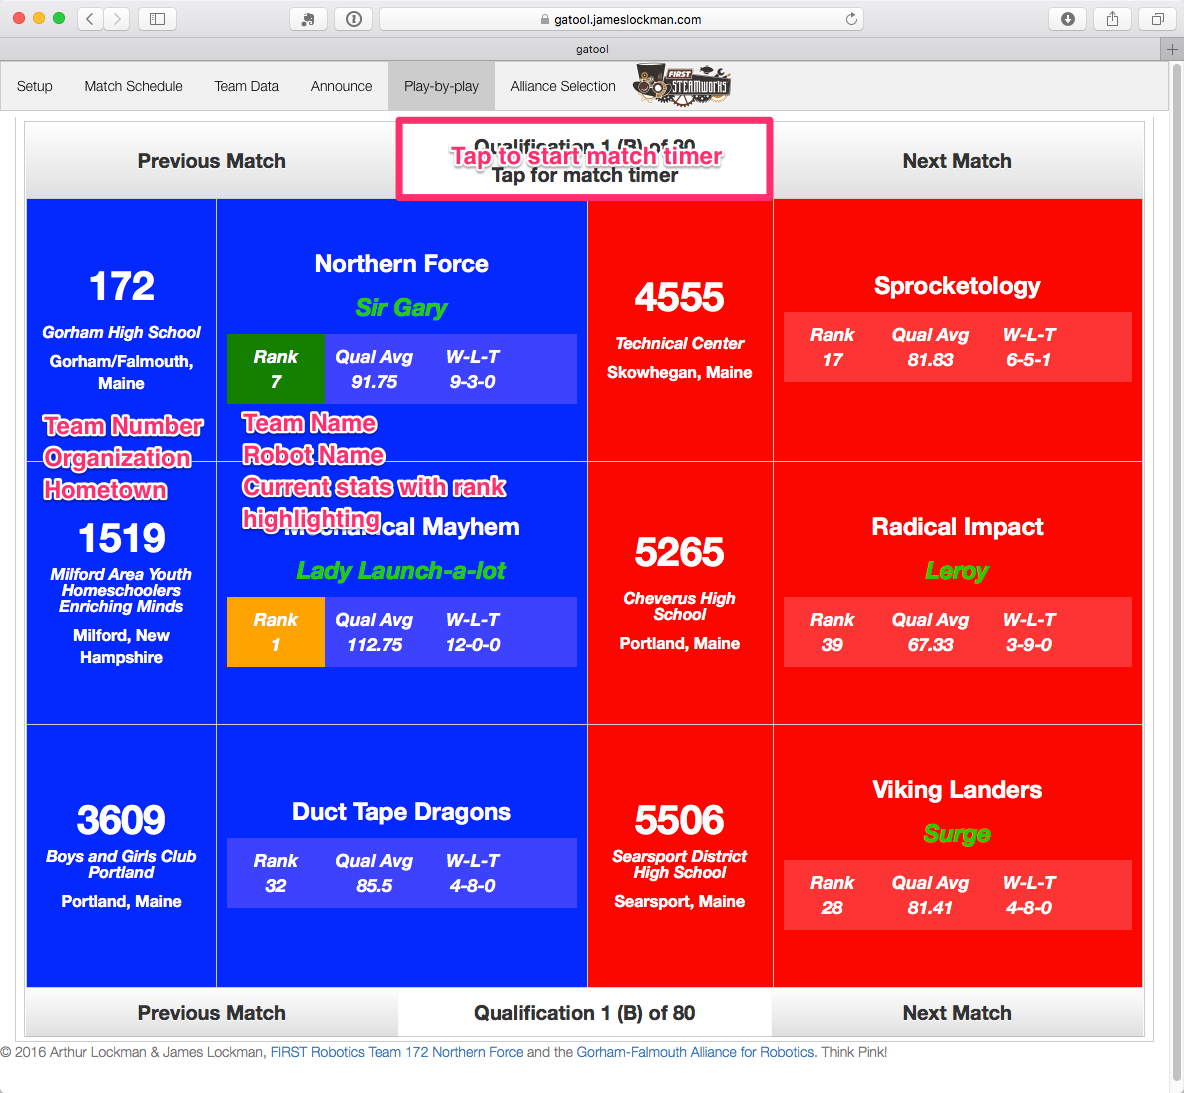 gatool.jameslockman.com
gatool
Setup
Match Schedule
Team Data
Announce
Play-by-play
Alliance Selection
FIRST
STEAMWORKS
Previous Match
Qualification 1 (B) of 80
Tap to start match timer
Tap for match timer
Next Match
172
Gorham High School
Gorham/Falmouth,
Maine
Northern Force
Sir Gary
Rank Qual Avg W-L-T
7 91.75 9-3-0
4555
Technical Center
Skowhegan, Maine
Sprocketology
Rank Qual Avg W-L-T
17 81.83 6-5-1
Team Number
Organization
Hometown
Team Name
Robot Name
Current stats with rank
highlighting
1519
Milford Area Youth
Homeschoolers
Enriching Minds
Milford, New
Hampshire
Mechanical Mayhem
Lady Launch-a-lot
Rank Qual Avg W-L-T
1 112.75 12-0-0
5265
Cheverus High
School
Portland, Maine
Radical Impact
Leroy
Rank Qual Avg W-L-T
39 67.33 3-9-0
3609
Boys and Girls Club
Portland
Portland, Maine
Duct Tape Dragons
Rank Qual Avg W-L-T
32 85.5 4-8-0
5506
Searsport District
High School
Searsport, Maine
Viking Landers
Surge
Rank Qual Avg W-L-T
28 81.41 4-8-0
Previous Match
Qualification 1 (B) of 80
Next Match
© 2016 Arthur Lockman & James Lockman, FIRST Robotics Team 172 Northern Force and the Gorham-Falmouth Alliance for Robotics. Think Pink!